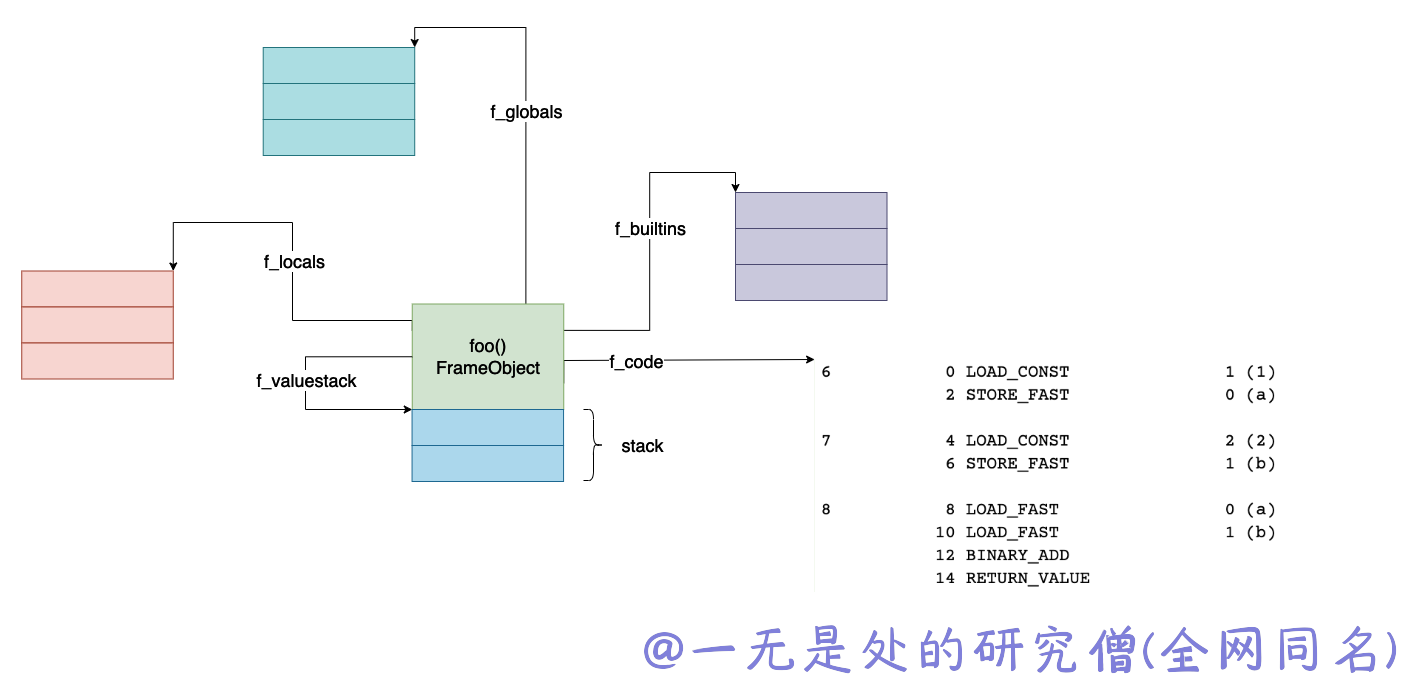 f_globals
f_builtins
f_locals
foo()
FrameObject
f_code
f_valuestack
stack
6 0 LOAD_CONST 1 (1)
2 STORE_FAST 0 (a)
7 4 LOAD_CONST 2 (2)
6 STORE_FAST 1 (b)
8 8 LOAD_FAST 0 (a)
10 LOAD_FAST 1 (b)
12 BINARY_ADD
14 RETURN_VALUE
@一无是处的研究僧(全网同名)